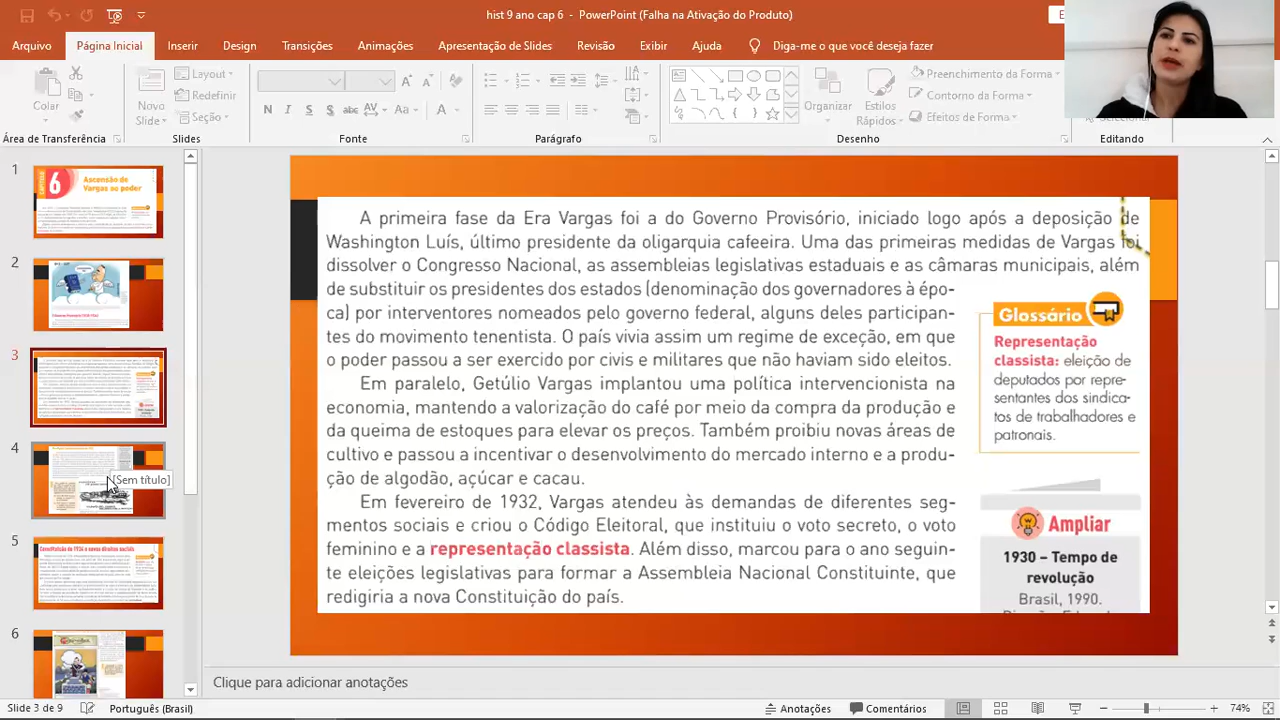 hist 9 ano cap 6 - PowerPoint (Falha na Ativação do Produto)
Arquivo Página Inicial Inserir Design Transições Animações Apresentação de Slides Revisão Exibir Ajuda Diga-me o que você deseja fazer
Colar
Novo Slide
Layout
Redefinir
Seção
Organizar
Estilos Rápidos
Preenchimento da Forma
Contorno da Forma
Efeitos de Forma
Área de Transferência Slides Fonte Parágrafo Desenho Editando
1
6 Ascensão de Vargas ao poder
2
3
4
[Sem título]
5
6
A primeira fase da Era Vargas foi a do Governo Provisório, iniciado logo após a deposição de
Washington Luís, último presidente da oligarquia cafeeira. Uma das primeiras medidas de Vargas foi
dissolver o Congresso Nacional, as assembleias legislativas estaduais e as câmaras municipais, além
de substituir os presidentes dos estados (denominação dos governadores à épo-
ca) por interventores nomeados pelo governo federal, alguns deles participan-
tes do movimento tenentista. O país vivia assim um regime de exceção, em que
o poder passou a ser exercido por civis e militares que não haviam sido eleitos.
Em paralelo, Getúlio Vargas implantou uma política intervencionista na
economia, mantendo a valorização do café por meio da compra da produção e
da queima de estoques para elevar os preços. Também proibiu novas áreas de
cultivo e passou a incentivar o desenvolvimento do mercado interno e a produ-
ção de algodão, açúcar e cacau.
Em fevereiro de 1932, Vargas atendeu às demandas de diferentes seg-
mentos sociais e criou o Código Eleitoral, que instituiu o voto secreto, o voto
feminino e a representação classista. Além disso, marcou para o ano seguin-
te eleições legislativas para formar a Assembleia Nacional Constituinte que
redigiria a nova Constituição do país.
Glossário
Representação
classista: eleição de
deputados por repre-
sentantes dos sindica-
tos de trabalhadores e
patronais.
Ampliar
1930 – Tempo de
revolução
Brasil, 1990.
Clique para adicionar anotações
Slide 3 de 9 Português (Brasil) Anotações Comentários 74%